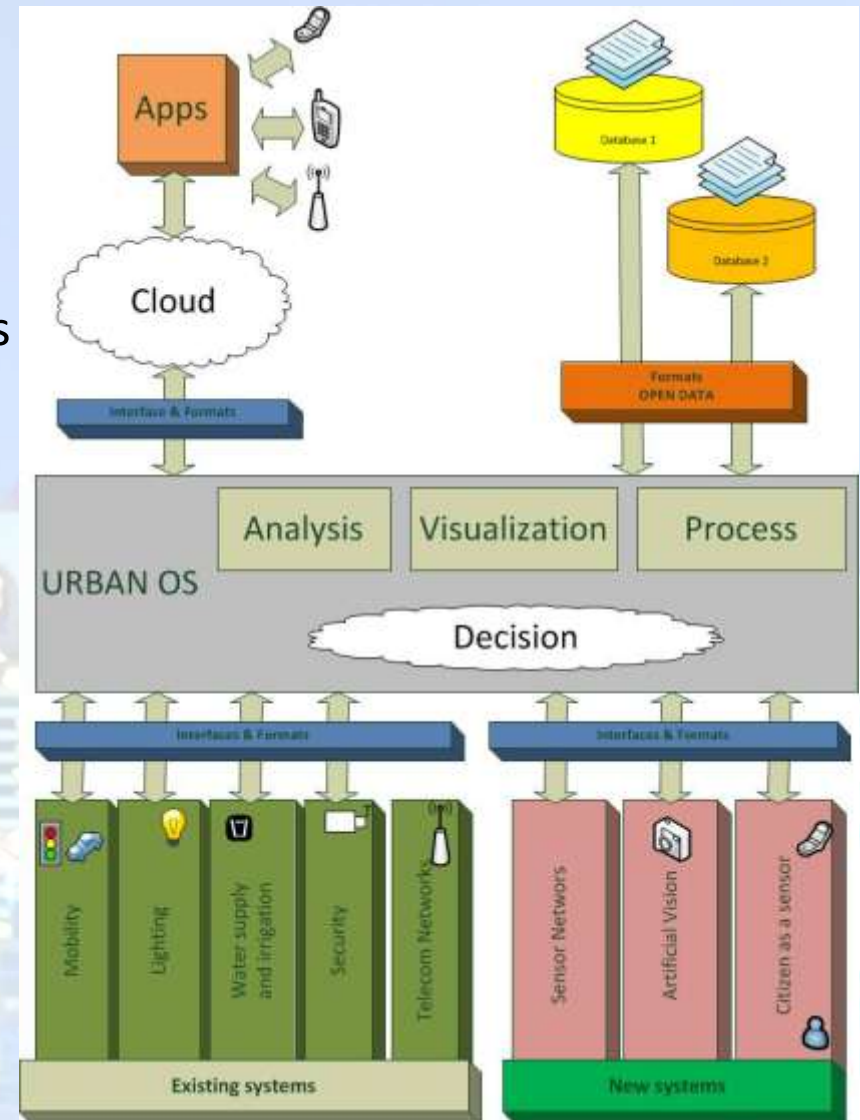 Apps
Database 1
Database 2
Cloud
s
Interface & Formats
Formats
OPEN DATA
Analysis
Visualization
Process
URBAN OS
Decision
Interfaces & Formats
Interfaces & Formats
Mobility
Lighting
Water supply
and irrigation
Security
Telecom Networks
Sensor Networs
Artificial Vision
Citizen as a sensor
Existing systems
New systems